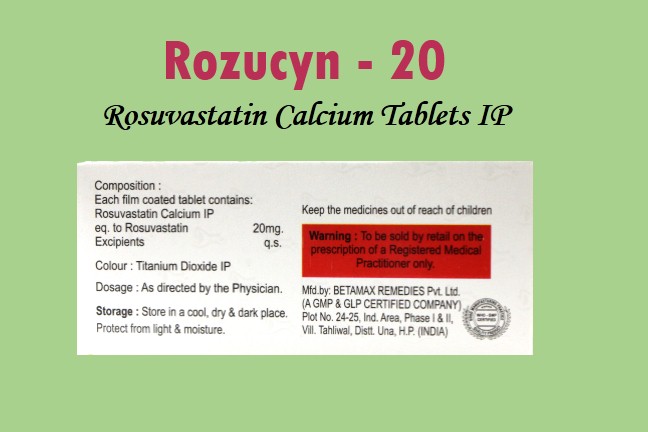 Rozucyn - 20
Rosuvastatin Calcium Tablets IP
Composition :
Each film coated tablet contains:
Rosuvastatin Calcium IP
eq. to Rosuvastatin 20mg.
Excipients q.s.
Colour : Titanium Dioxide IP
Dosage : As directed by the Physician.
Storage : Store in a cool, dry & dark place.
Protect from light & moisture.
Keep the medicines out of reach of children
Warning : To be sold by retail on the
prescription of a Registered Medical
Practitioner only.
Mfd.by: BETAMAX REMEDIES Pvt. Ltd.
(A GMP & GLP CERTIFIED COMPANY)
Plot No. 24-25, Ind. Area, Phase I & II,
Vill. Tahliwal, Distt. Una, H.P. (INDIA)
WHO - GMP
CERTIFIED